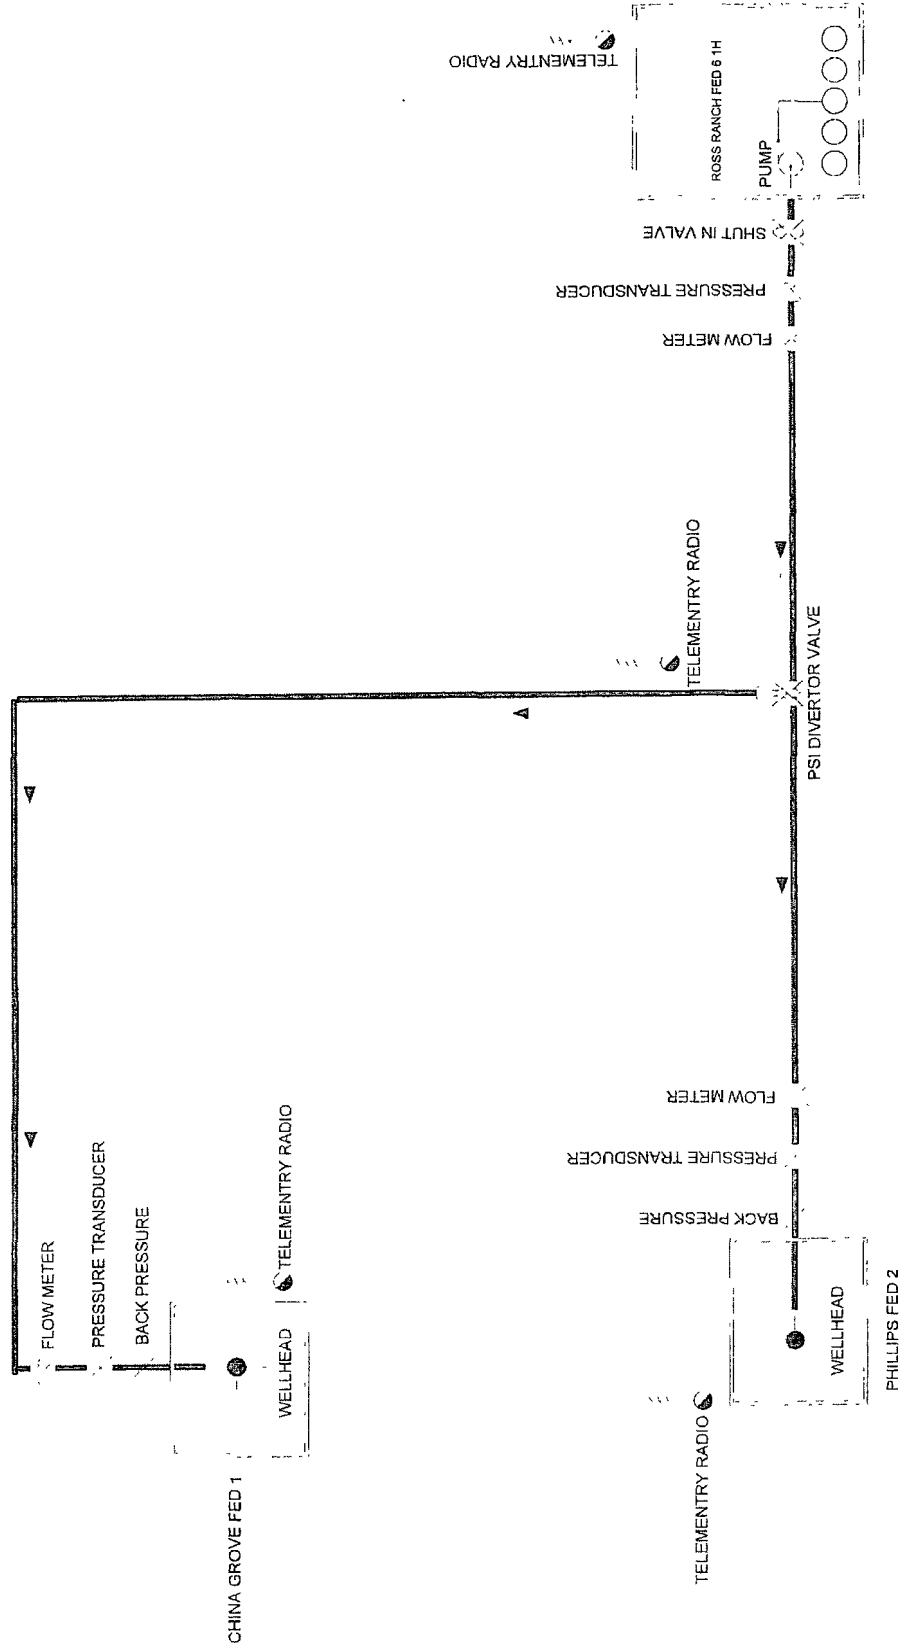 TELEMENTRY RADIO
ROSS RANCH FED 6 1H
PUMP
SHUT IN VALVE
PRESSURE TRANSDUCER
FLOW METER
TELEMENTRY RADIO
PSI DIVERTOR VALVE
FLOW METER
PRESSURE TRANSDUCER
BACK PRESSURE
FLOW METER
PRESSURE TRANSDUCER
BACK PRESSURE
TELEMENTRY RADIO
WELLHEAD
CHINA GROVE FED 1
WELLHEAD
PHILLIPS FED 2
TELEMENTRY RADIO